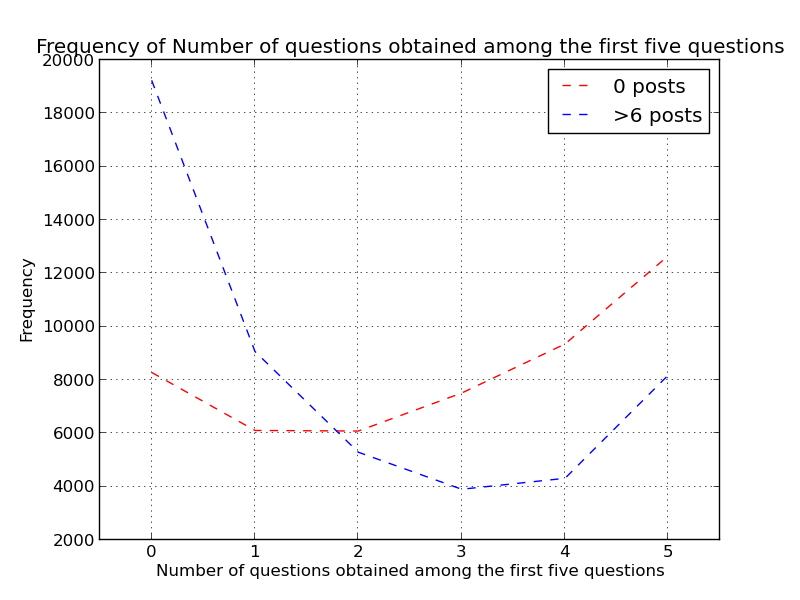 Frequency of Number of questions obtained among the first five questions
20000
18000
16000
14000
12000
10000
8000
6000
4000
2000
Frequency
0 posts
>6 posts
0 1 2 3 4 5
Number of questions obtained among the first five questions